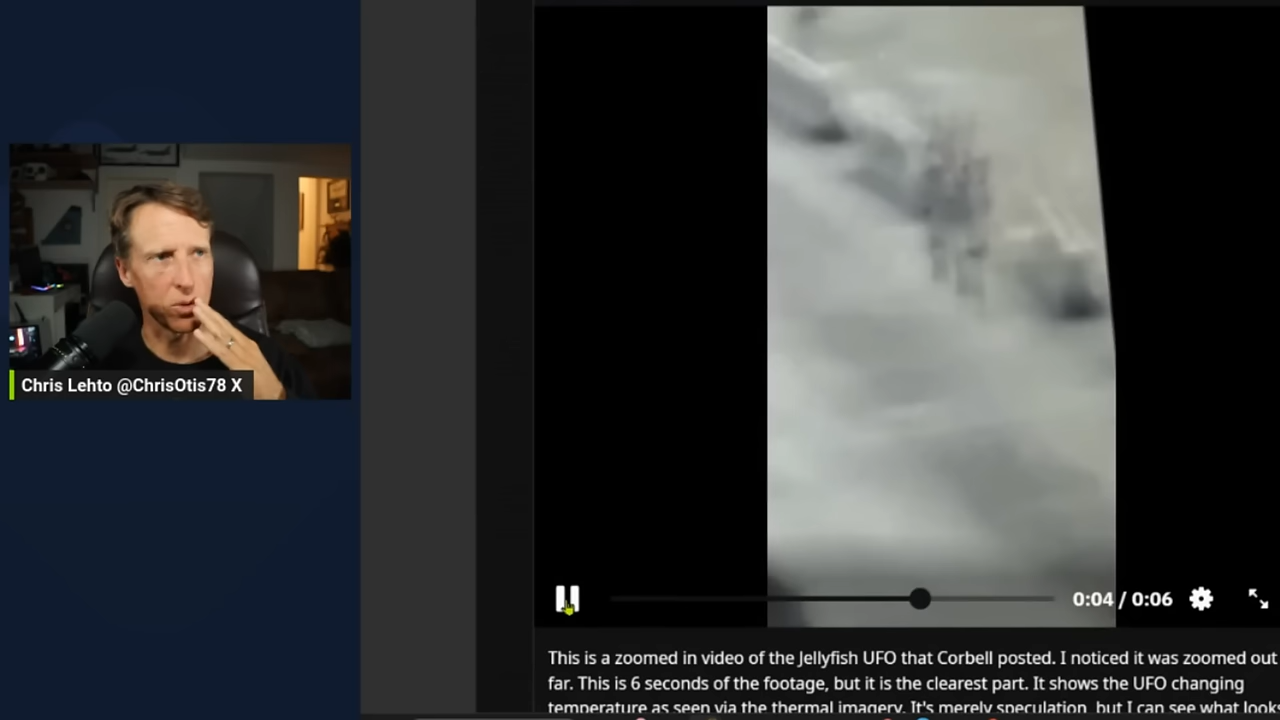 Chris Lehto @ChrisOtis78 X
0:04 / 0:06
This is a zoomed in video of the Jellyfish UFO that Corbell posted. I noticed it was zoomed out
far. This is 6 seconds of the footage, but it is the clearest part. It shows the UFO changing
temperature as seen via the thermal imagery. It's merely speculation, but I can see what looks